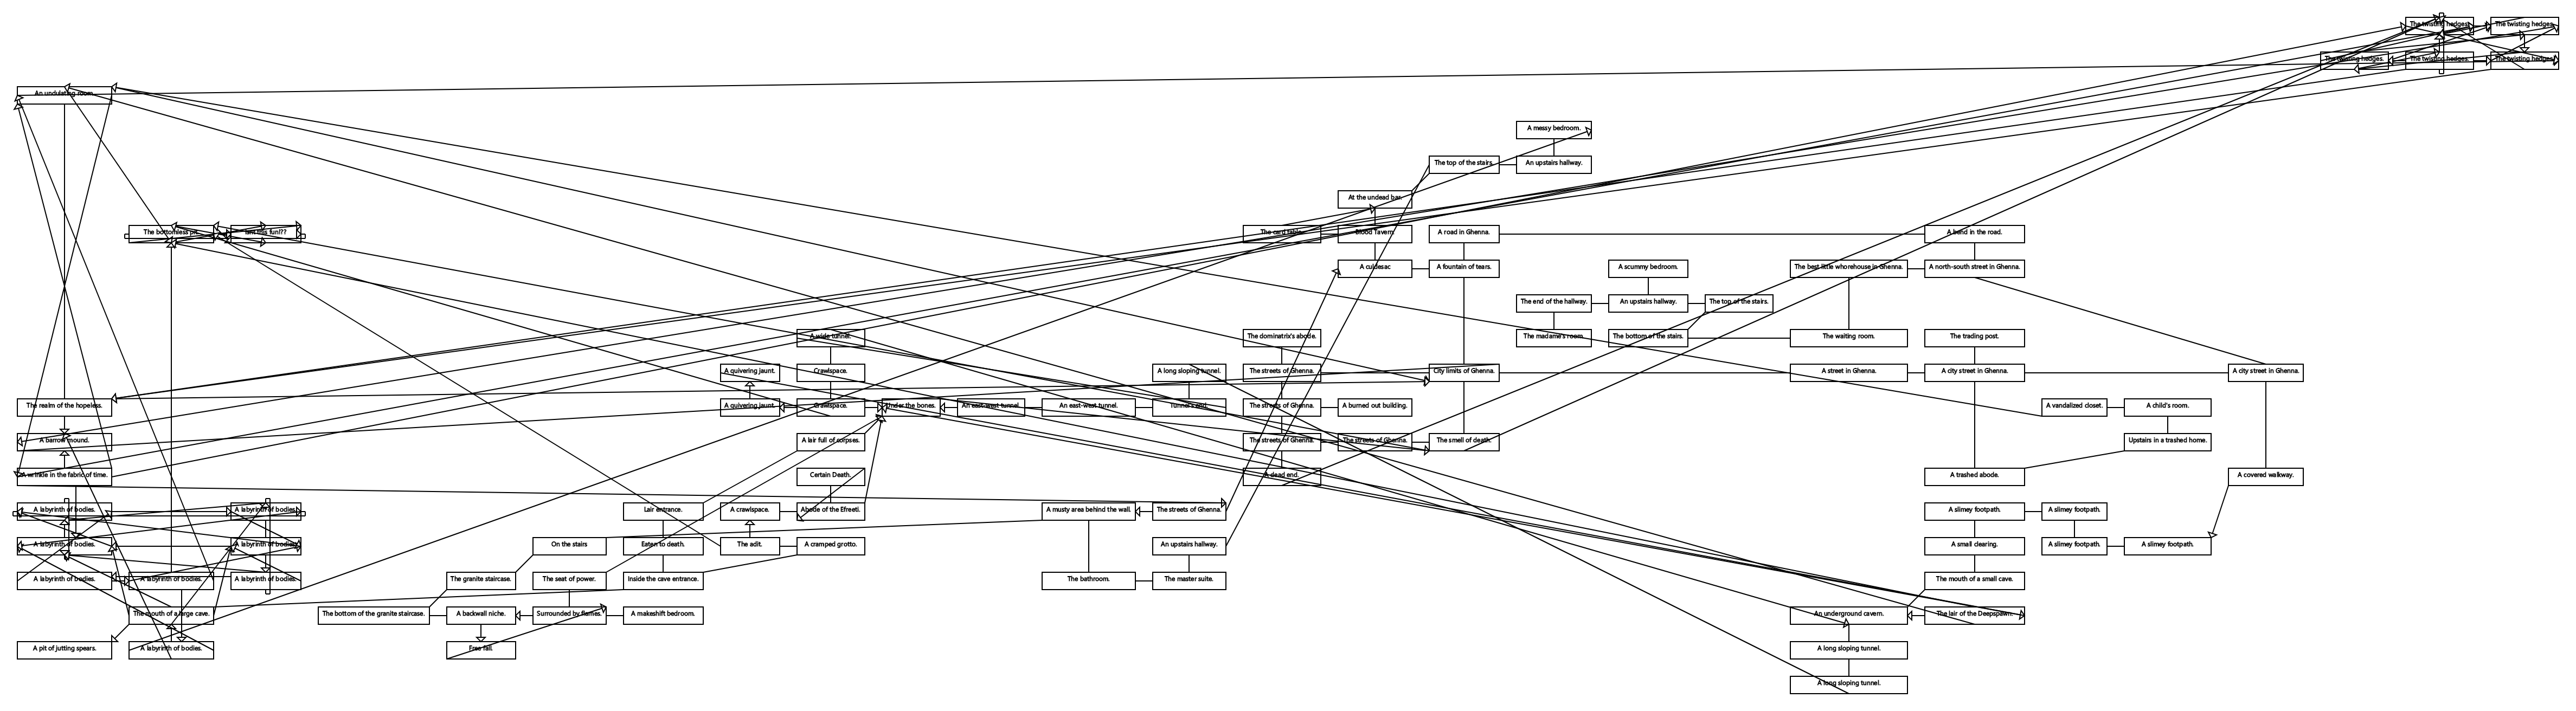 The twisting hedges. The twisting hedges.
The twisting hedges. The twisting hedges. The twisting hedges.
An undulating room.
A messy bedroom.
The top of the stairs. An upstairs hallway.
At the undead bar.
The bottomless pit. Isnt this fun!?? The card table. Blood Tavern. A road in Ghenna. A bend in the road.
A culdesac A fountain of tears. A scummy bedroom. The best little whorehouse in Ghenna. A north-south street in Ghenna.
The end of the hallway. An upstairs hallway. The top of the stairs.
A wide tunnel. The dominatrix's abode. The madame's room. The bottom of the stairs. The waiting room. The trading post.
A quivering jaunt. Crawlspace. A long sloping tunnel. The streets of Ghenna. City limits of Ghenna. A street in Ghenna. A city street in Ghenna. A city street in Ghenna.
The realm of the hopeless. A quivering jaunt. Crawlspace. Under the bones. An east-west tunnel. An east-west tunnel. Tunnel's end. The streets of Ghenna. A burned out building. A vandalized closet. A child's room.
A barrow mound. A lair full of corpses. The streets of Ghenna. The streets of Ghenna. The smell of death. Upstairs in a trashed home.
A wrinkle in the fabric of time. Certain Death. A dead end. A trashed abode. A covered walkway.
A labyrinth of bodies. A labyrinth of bodies. Lair entrance. A crawlspace. Abode of the Efreeti. A musty area behind the wall. The streets of Ghenna. A slimey footpath. A slimey footpath.
A labyrinth of bodies. A labyrinth of bodies. On the stairs Eaten to death. The adit. A cramped grotto. An upstairs hallway. A small clearing. A slimey footpath. A slimey footpath.
A labyrinth of bodies. A labyrinth of bodies. A labyrinth of bodies. The granite staircase. The seat of power. Inside the cave entrance. The bathroom. The master suite. The mouth of a small cave.
The mouth of a large cave. The bottom of the granite staircase. A backwall niche. Surrounded by flames. A makeshift bedroom. An underground cavern. The lair of the Deepspawn.
A pit of jutting spears. A labyrinth of bodies. Free fall. A long sloping tunnel.
A long sloping tunnel.